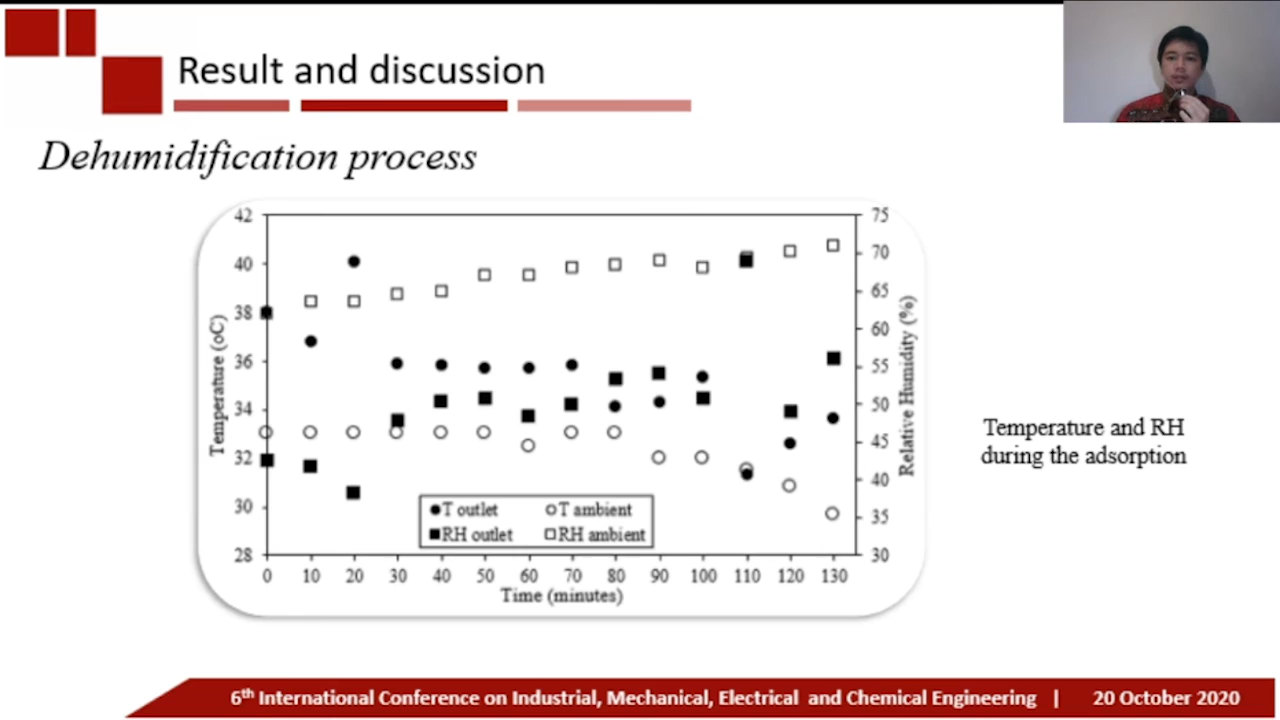 Result and discussion
Dehumidification process
42
40
38
36
34
32
30
28
Temperature (oC)
75
70
65
60
55
50
45
40
35
30
Relative Humidity (%)
T outlet
T ambient
RH outlet
RH ambient
0 10 20 30 40 50 60 70 80 90 100 110 120 130
Time (minutes)
Temperature and RH
during the adsorption
6th International Conference on Industrial, Mechanical, Electrical and Chemical Engineering | 20 October 2020